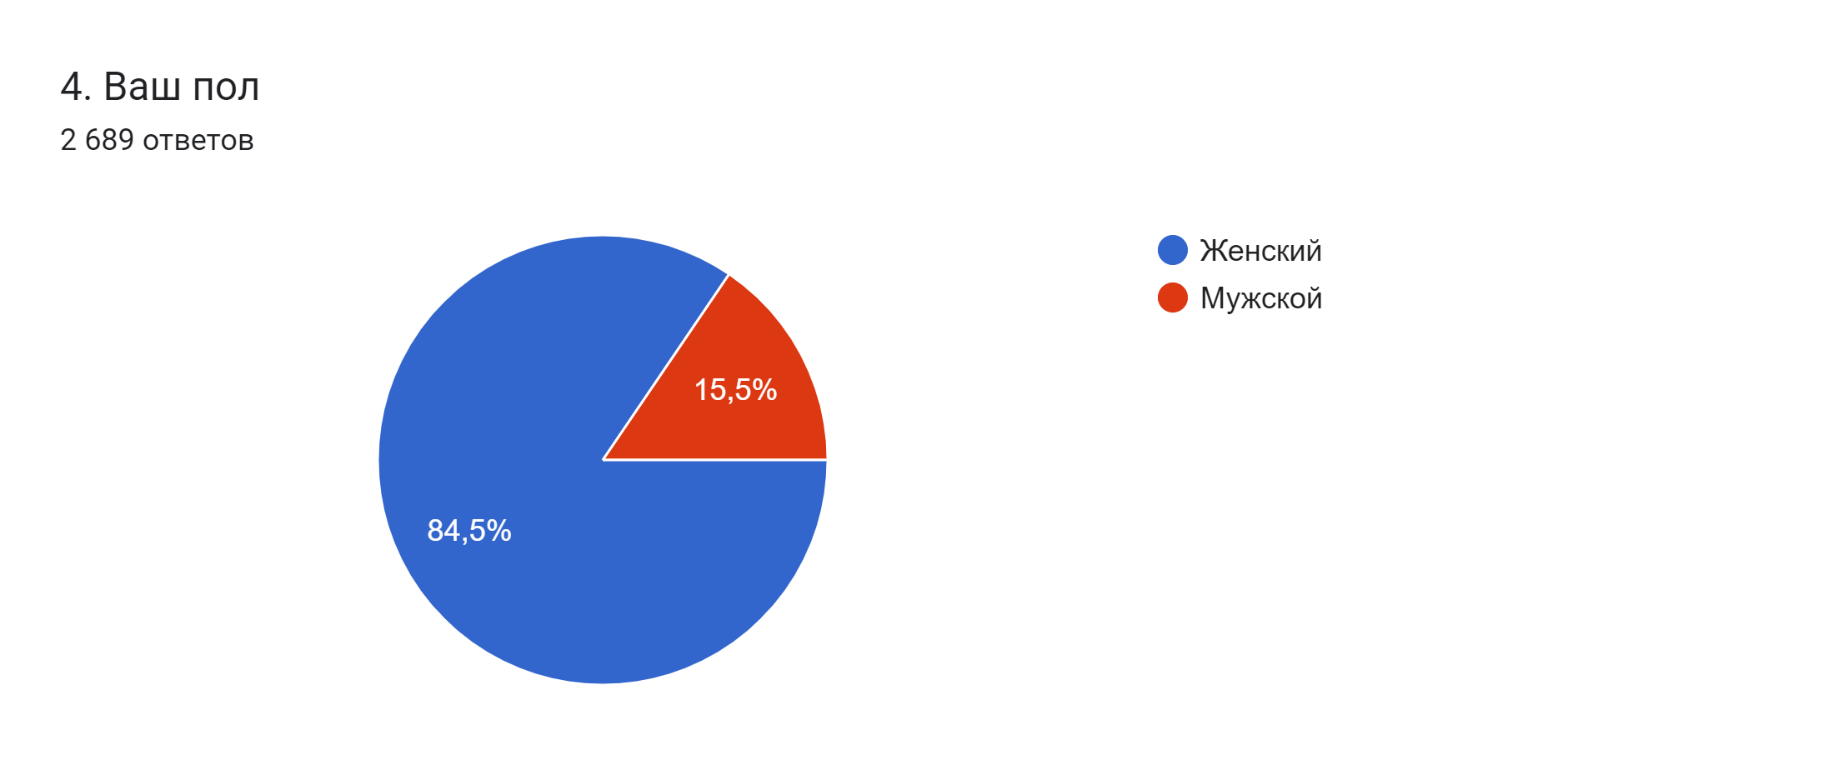 4. Ваш пол
2 689 ответов
Женский
Мужской
15,5%
84,5%